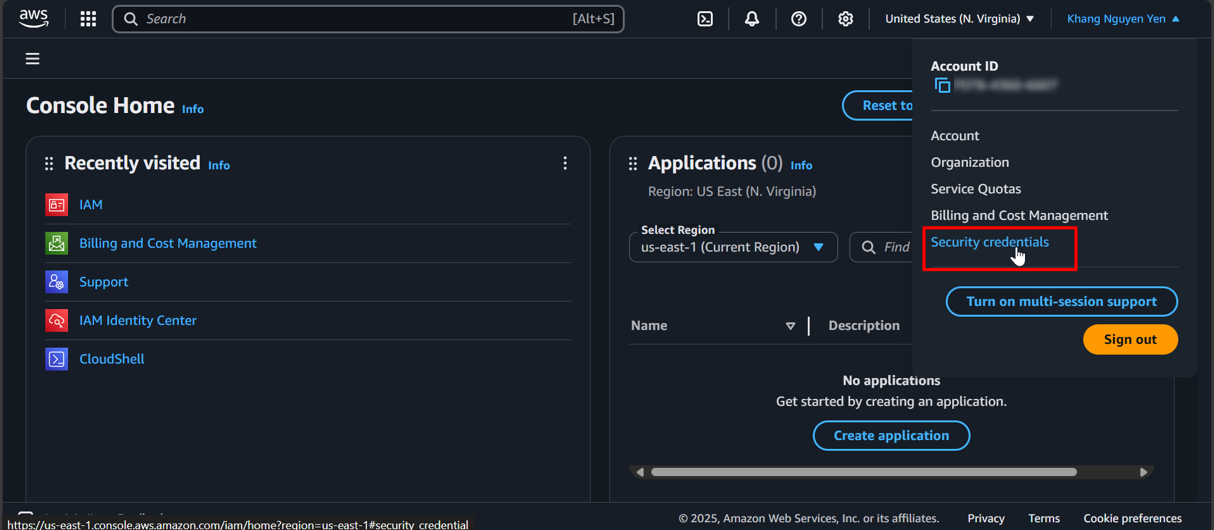 aws
Search
[Alt+S]
United States (N. Virginia)
Khang Nguyen Yen
Account ID
Account
Organization
Service Quotas
Billing and Cost Management
Security credentials
Turn on multi-session support
Sign out
Console Home Info
Reset to
Recently visited Info
IAM
Billing and Cost Management
Support
IAM Identity Center
CloudShell
Applications (0) Info
Region: US East (N. Virginia)
Select Region
us-east-1 (Current Region)
Find
Name
Description
No applications
Get started by creating an application.
Create application
https://us-east-1.console.aws.amazon.com/iam/home?region=us-east-1#security_credential
© 2025, Amazon Web Services, Inc. or its affiliates.
Privacy
Terms
Cookie preferences